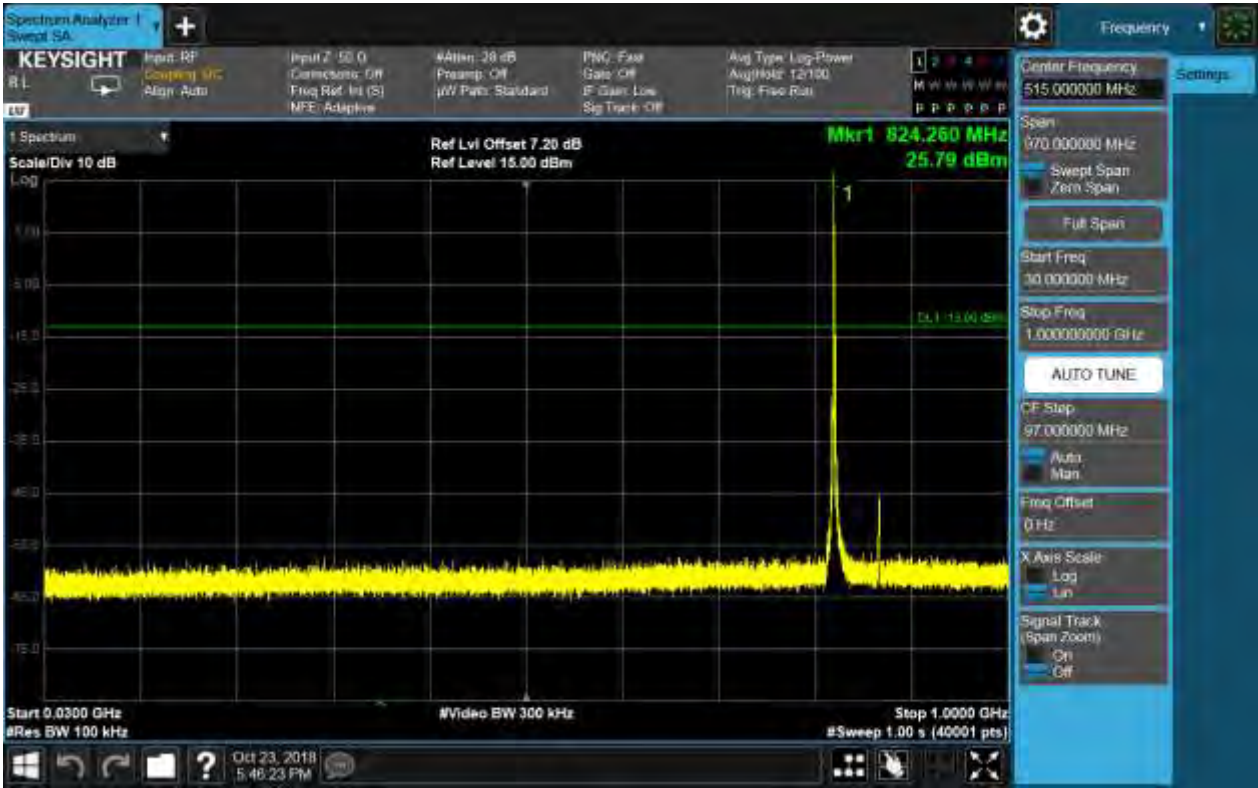 Spectrum Analyzer 1
Swept SA
Frequency
KEYSIGHT
Input: RF
Coupling: DC
Align: Auto
Input Z: 50 Ω
Corrections: Off
Freq Ref: Int (S)
NFE: Adaptive
#Atten: 28 dB
Preamp: Off
µW Path: Standard
PNO: Fast
Gate: Off
IF Gain: Low
Sig Track: Off
Avg Type: Log-Power
Avg|Hold: 12/100
Trig: Free Run
1 Spectrum
Scale/Div 10 dB
Log
Ref Lvl Offset 7.20 dB
Ref Level 15.00 dBm
Mkr1 824.260 MHz
25.79 dBm
1
DL1 -13.00 dBm
Start 0.0300 GHz
#Res BW 100 kHz
#Video BW 300 kHz
Stop 1.0000 GHz
#Sweep 1.00 s (40001 pts)
Center Frequency
515.000000 MHz
Settings
Span
970.000000 MHz
Swept Span
Zero Span
Full Span
Start Freq
30.000000 MHz
Stop Freq
1.000000000 GHz
AUTO TUNE
CF Step
97.000000 MHz
Auto
Man
Freq Offset
0 Hz
X Axis Scale
Log
Lin
Signal Track
(Span Zoom)
On
Off
?
Oct 23, 2018
5:46:23 PM